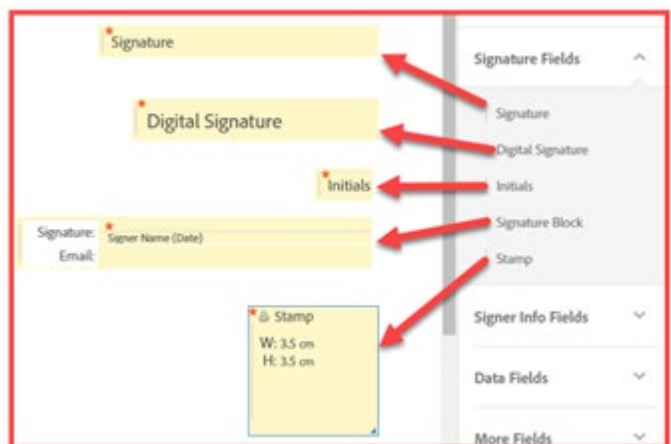 Signature
Digital Signature
Initials
Signature:
Signer Name (Date)
Email:
Stamp
W: 3.5 cm
H: 3.5 cm
Signature Fields
Signature
Digital Signature
Initials
Signature Block
Stamp
Signer Info Fields
Data Fields
More Fields